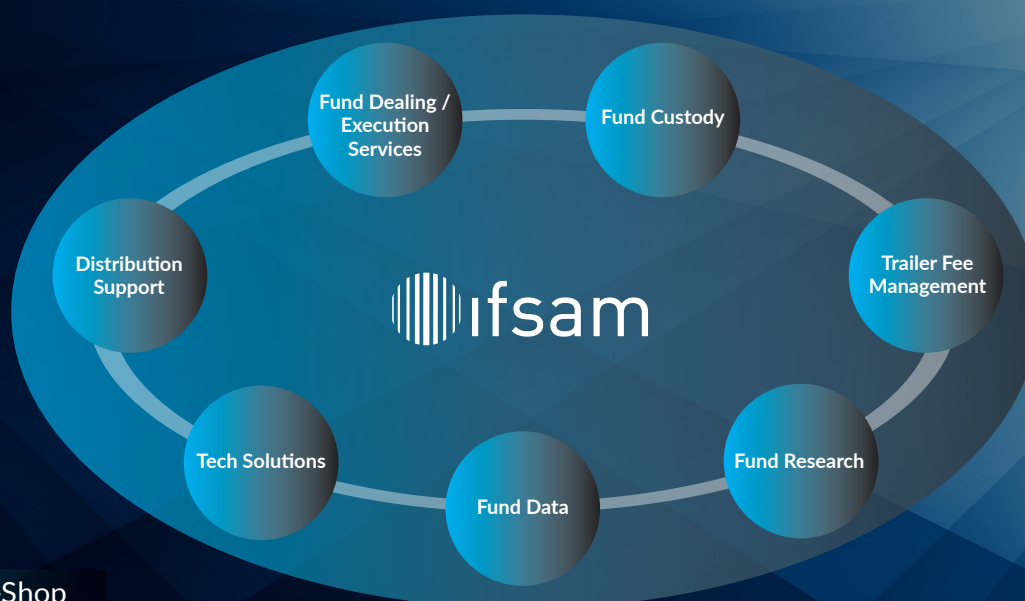 Fund Dealing /
Execution
Services
Fund Custody
Distribution
Support
Trailer Fee
Management
ifsam
Tech Solutions
Fund Research
Fund Data
Shop